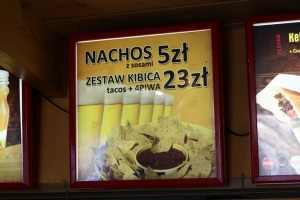 NACHOS 5zł
z sosami
ZESTAW KIBICA 23zł
tacos + 4PIWA